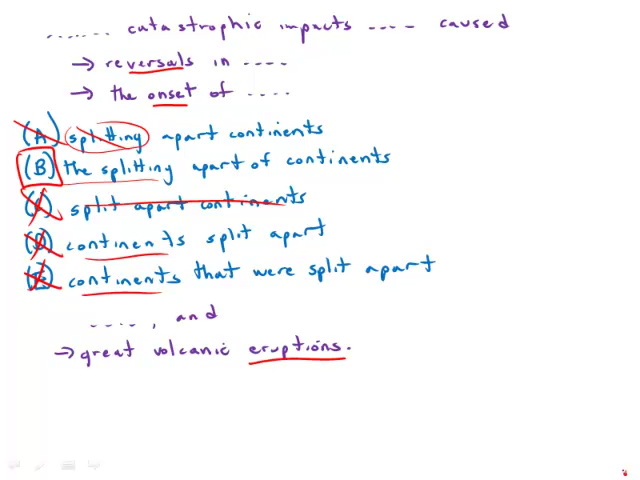 ....... catastrophic impacts .... caused
→ reversals in ....
→ the onset of ....
(A) splitting apart continents
(B) the splitting apart of continents
(C) split apart continents
(D) continents split apart
(E) continents that were split apart
....., and
→ great volcanic eruptions.